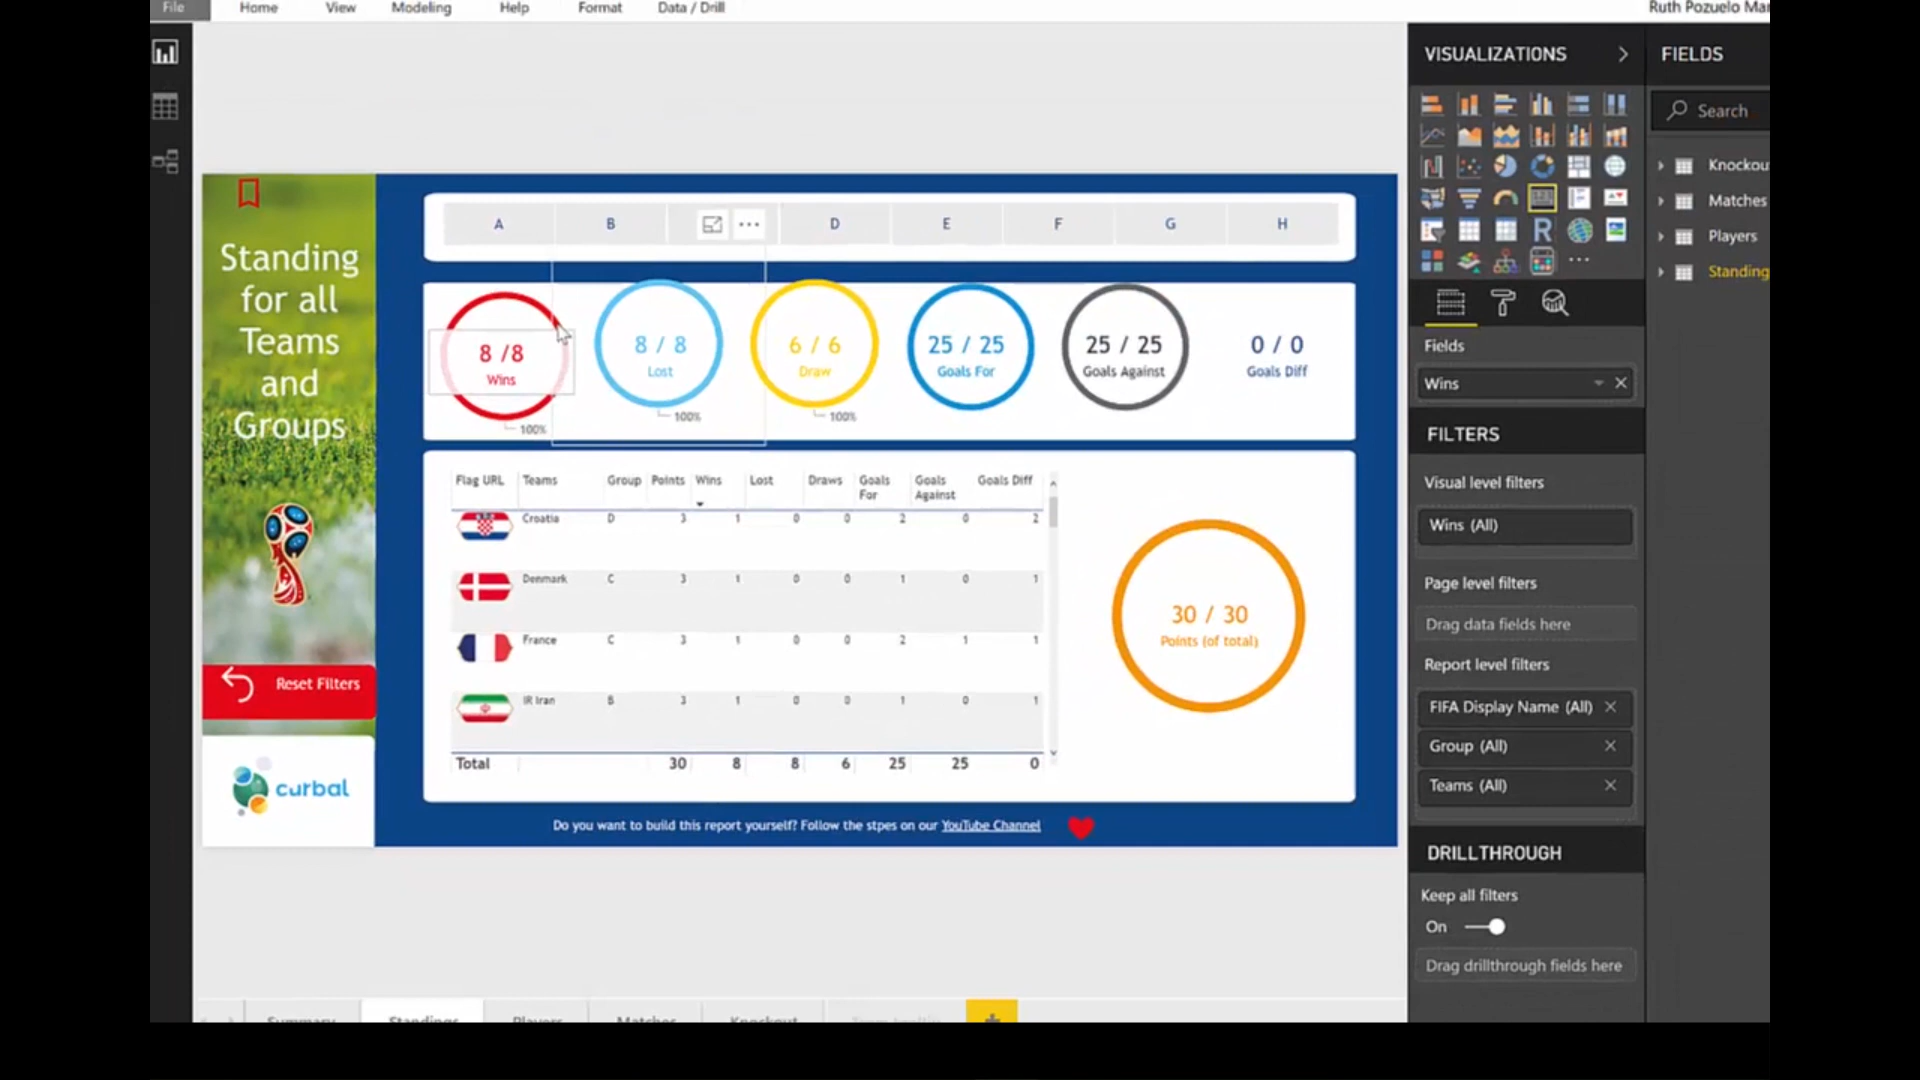 File Home View Modeling Help Format Data / Drill Ruth Pozuelo Mar
VISUALIZATIONS FIELDS
Search
Knockou
Matches
Players
Standing
Standing
for all
Teams
and
Groups
Reset Filters
curbal
A B D E F G H
8 /8
Wins
100%
8 / 8
Lost
100%
6 / 6
Draw
100%
25 / 25
Goals For
25 / 25
Goals Against
0 / 0
Goals Diff
Flag URL Teams Group Points Wins Lost Draws Goals For Goals Against Goals Diff
Croatia D 3 1 0 0 2 0 2
Denmark C 3 1 0 0 1 0 1
France C 3 1 0 0 2 1 1
IR Iran B 3 1 0 0 1 0 1
Total 30 8 8 6 25 25 0
30 / 30
Points (of total)
Do you want to build this report yourself? Follow the stpes on our YouTube Channel
Fields
Wins
FILTERS
Visual level filters
Wins (All)
Page level filters
Drag data fields here
Report level filters
FIFA Display Name (All)
Group (All)
Teams (All)
DRILLTHROUGH
Keep all filters
On
Drag drillthrough fields here
Summary Standings Players Matches Knockout